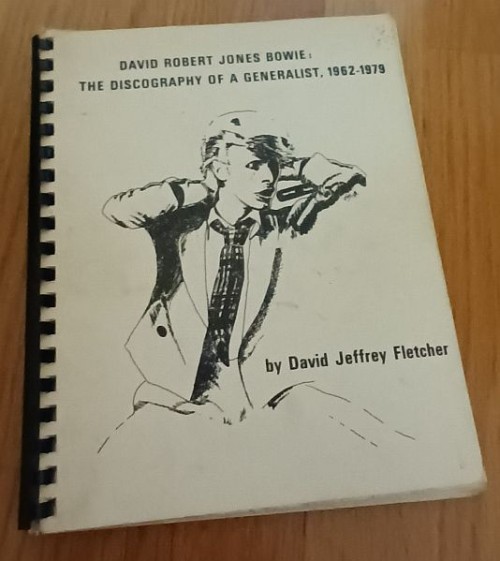 DAVID ROBERT JONES BOWIE:
THE DISCOGRAPHY OF A GENERALIST, 1962-1979
by David Jeffrey Fletcher